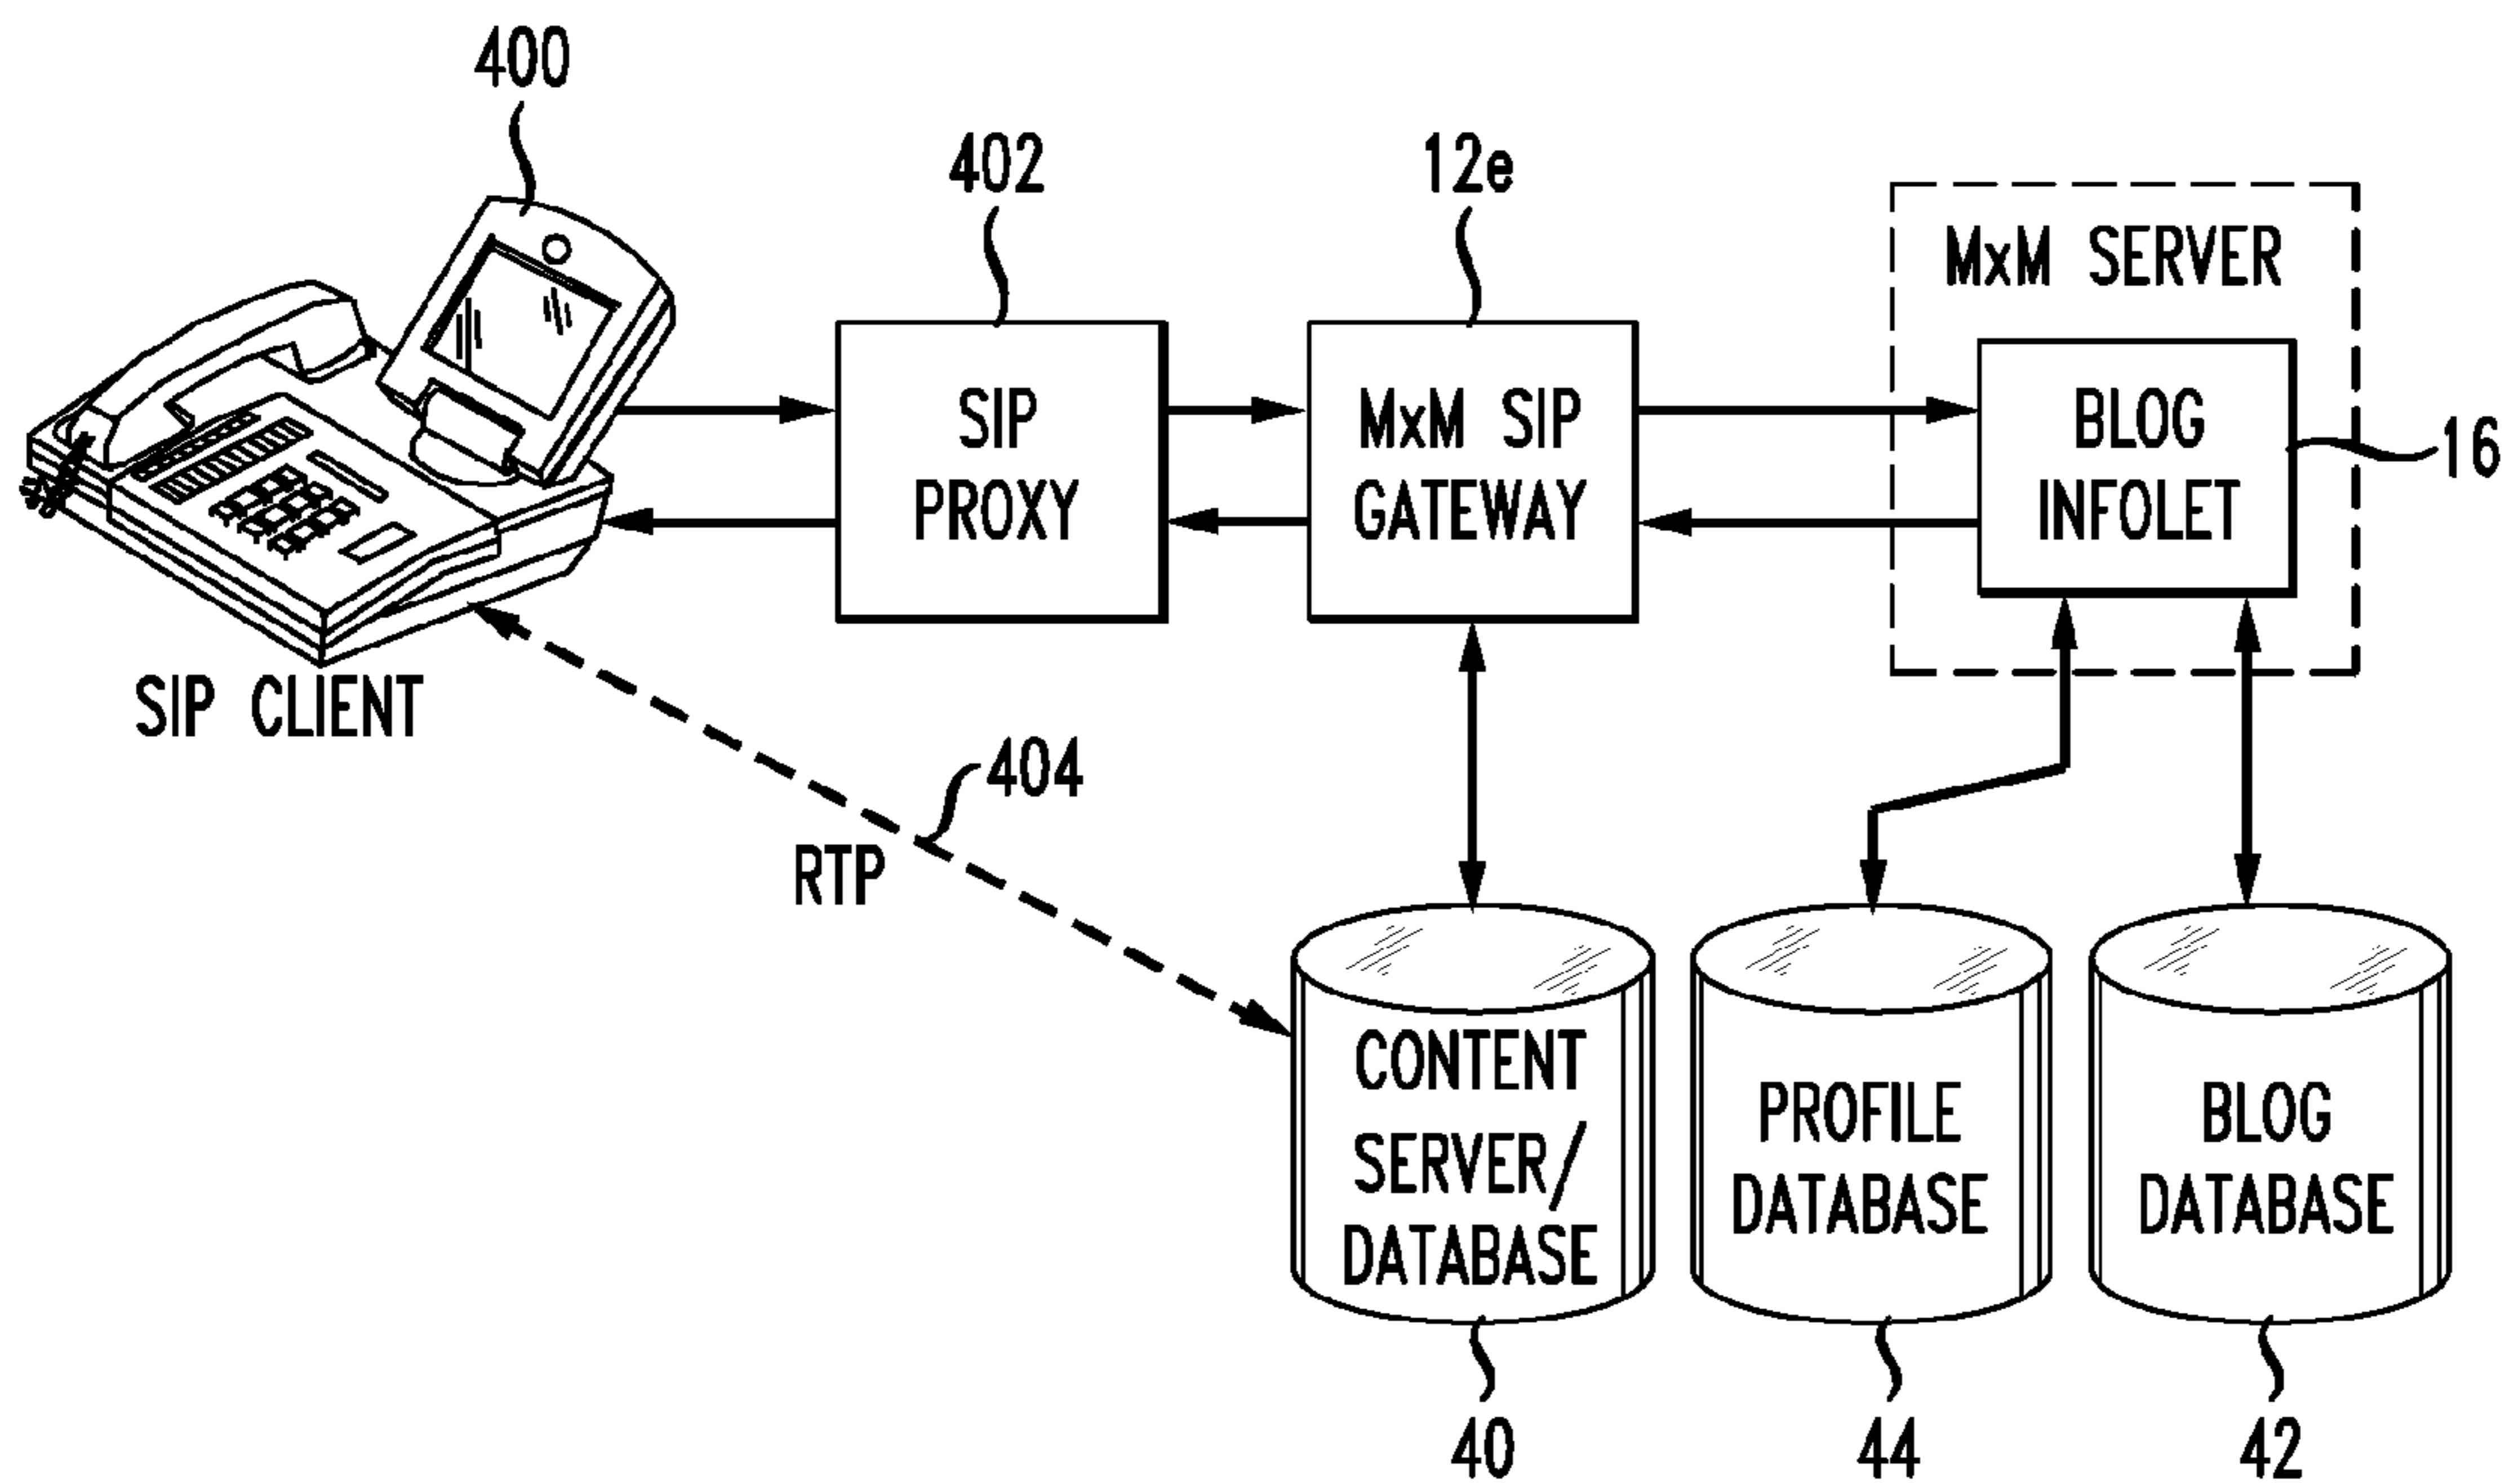 400
402
12e
MxM SERVER
SIP
PROXY
MxM SIP
GATEWAY
BLOG
INFOLET
16
SIP CLIENT
404
RTP
CONTENT
SERVER/
DATABASE
PROFILE
DATABASE
BLOG
DATABASE
40
44
42